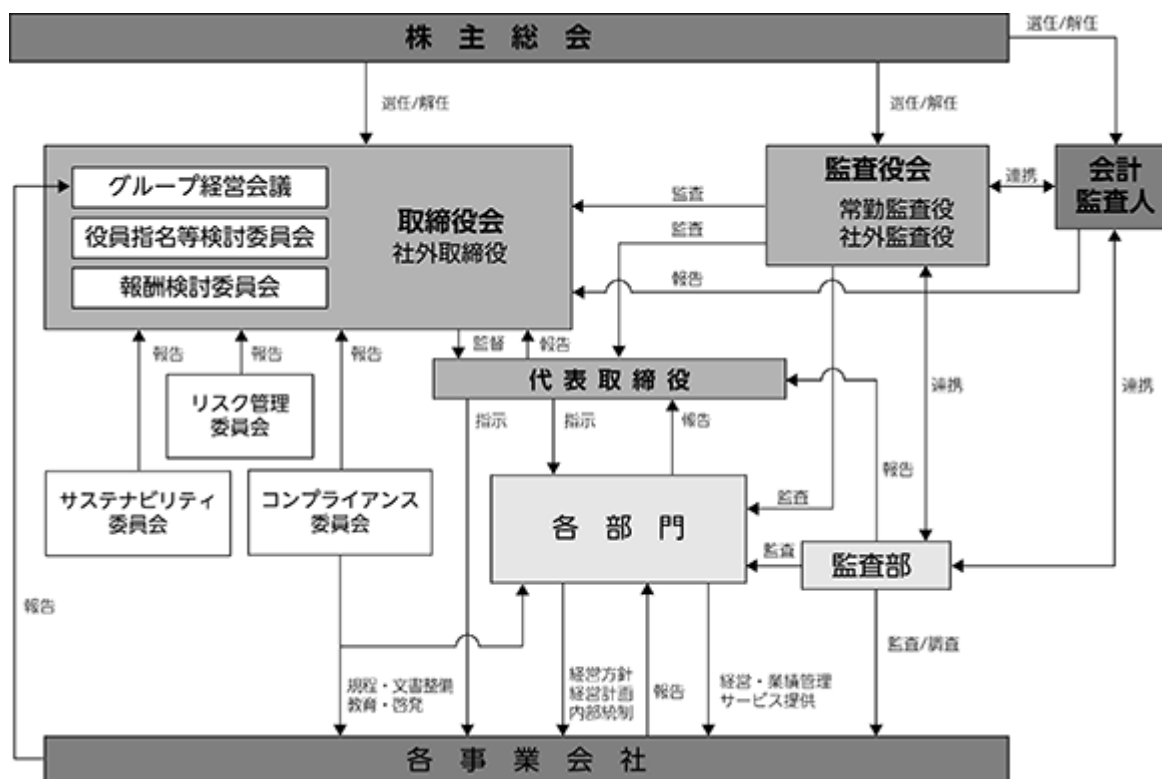 株主総会
選任/解任
選任/解任
選任/解任
グループ経営会議
役員指名等検討委員会
報酬検討委員会
取締役会
社外取締役
監査役会
常勤監査役
社外監査役
会計
監査人
連携
監査
監査
報告
報告
報告
報告
監督
報告
代表取締役
リスク管理
委員会
サステナビリティ
委員会
コンプライアンス
委員会
指示
指示
報告
連携
連携
報告
各部門
監査
監査
監査部
報告
監査/調査
規程・文書整備
教育・啓発
経営方針
経営計画
内部統制
報告
経営・業績管理
サービス提供
各事業会社